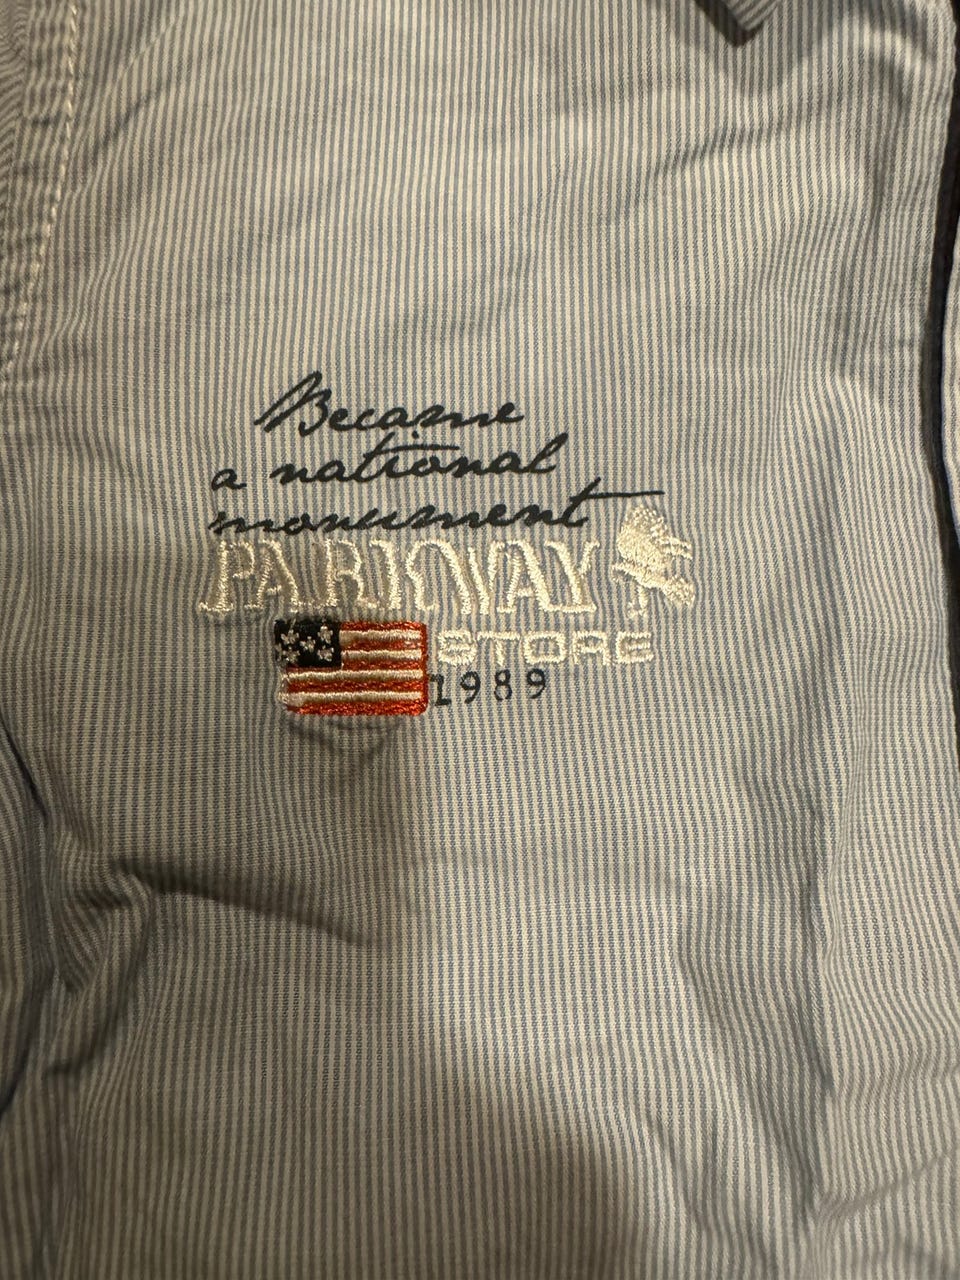 Became
a national
monument
PARKWAY
STORE
1989